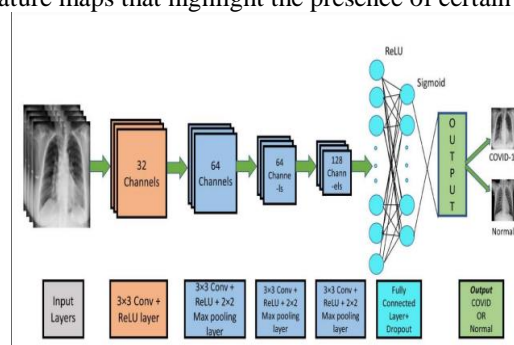 ature maps that highlight the presence of certain
ReLU
Sigmoid
32
Channels
64
Channels
64
Channe
-ls
128
Chann
-els
O
U
T
P
U
T
COVID-1
Normal
Input
Layers
3×3 Conv +
ReLU layer
3×3 Conv +
ReLU + 2×2
Max pooling
layer
3×3 Conv +
ReLU + 2×2
Max pooling
layer
3×3 Conv +
ReLU + 2×2
Max pooling
layer
Fully
Connected
Layer+
Dropout
Output
COVID
OR
Normal